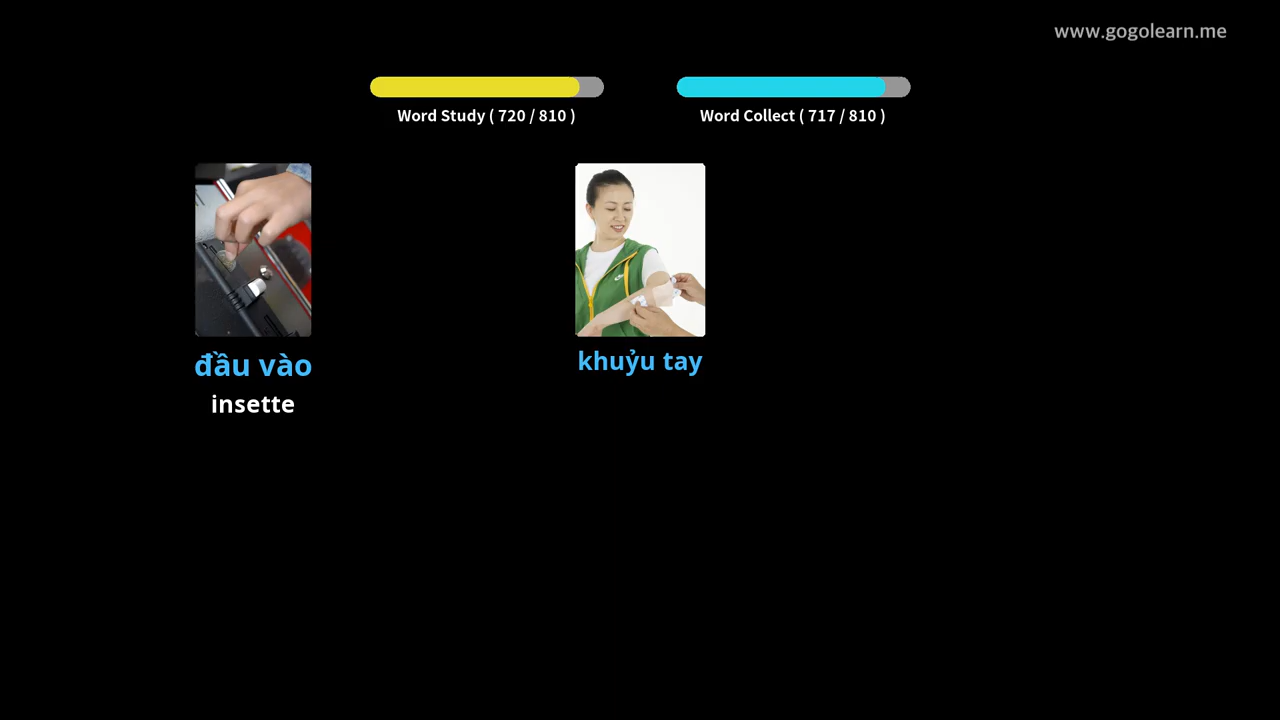 www.gogolearn.me
Word Study ( 720 / 810 )
Word Collect ( 717 / 810 )
đầu vào
insette
khuỷu tay